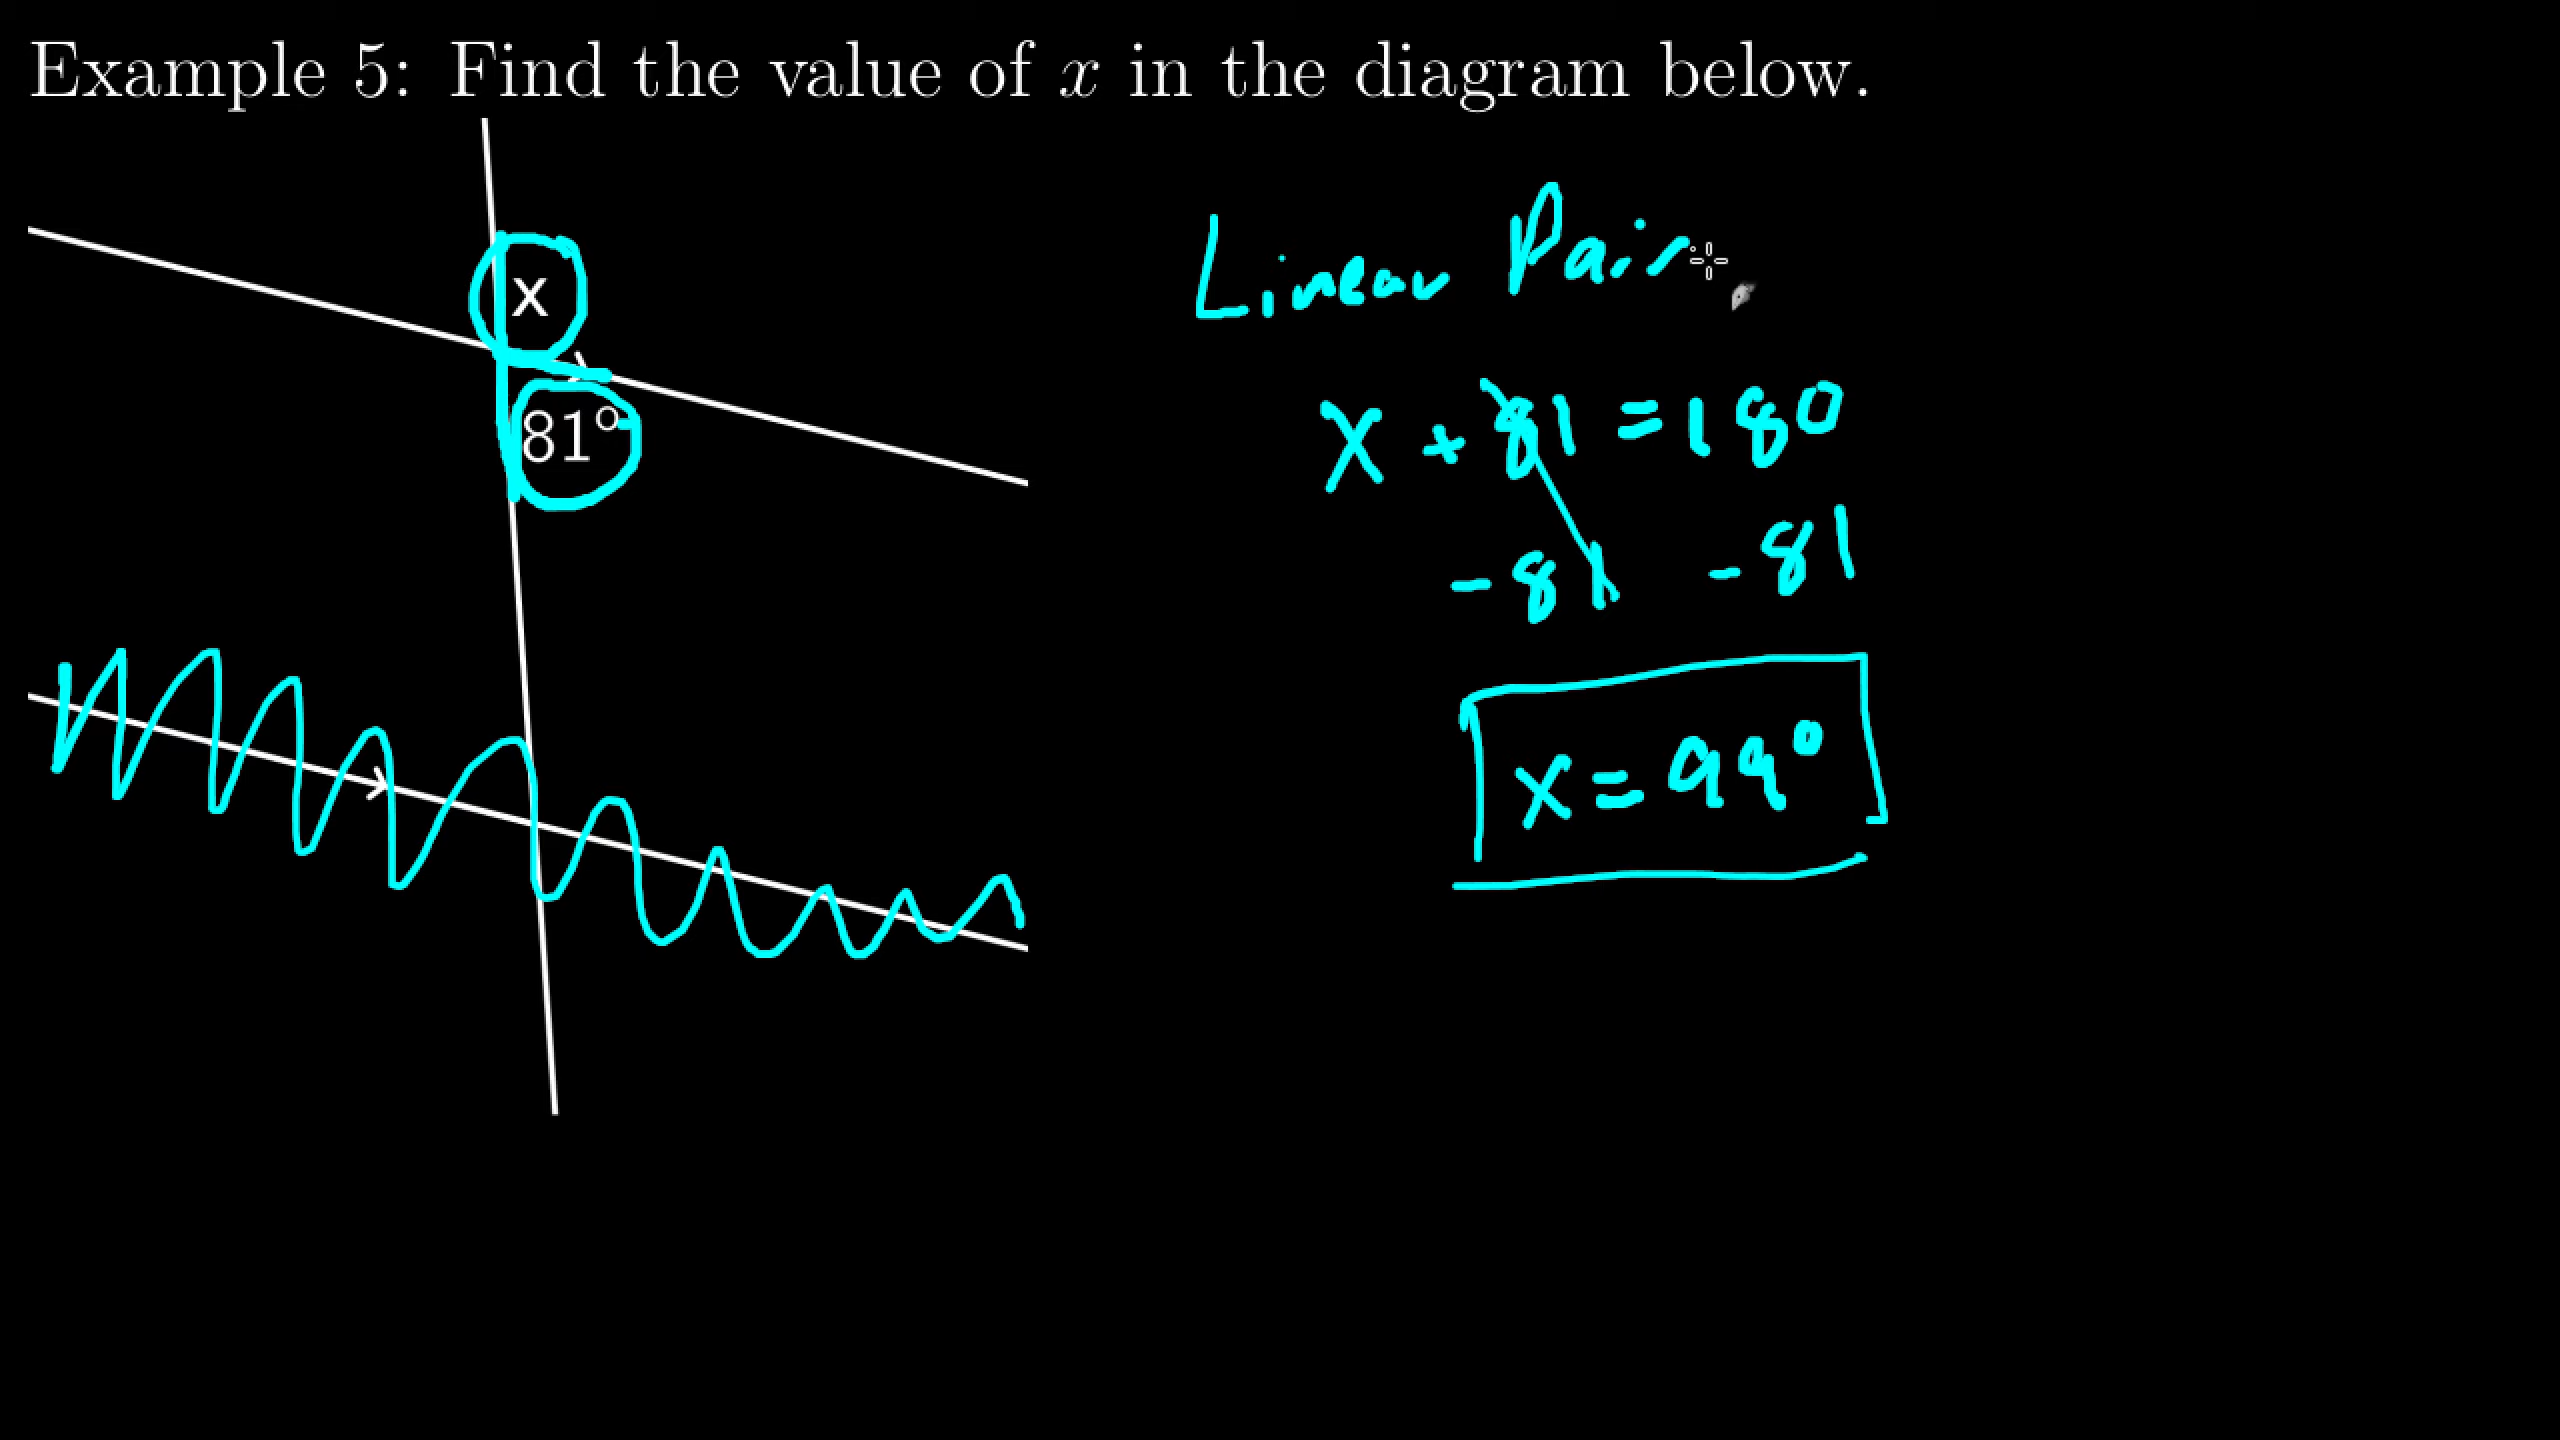 Example 5: Find the value of x in the diagram below.
x
81°
Linear Pair
x + 81 = 180
-81 -81
x = 99°